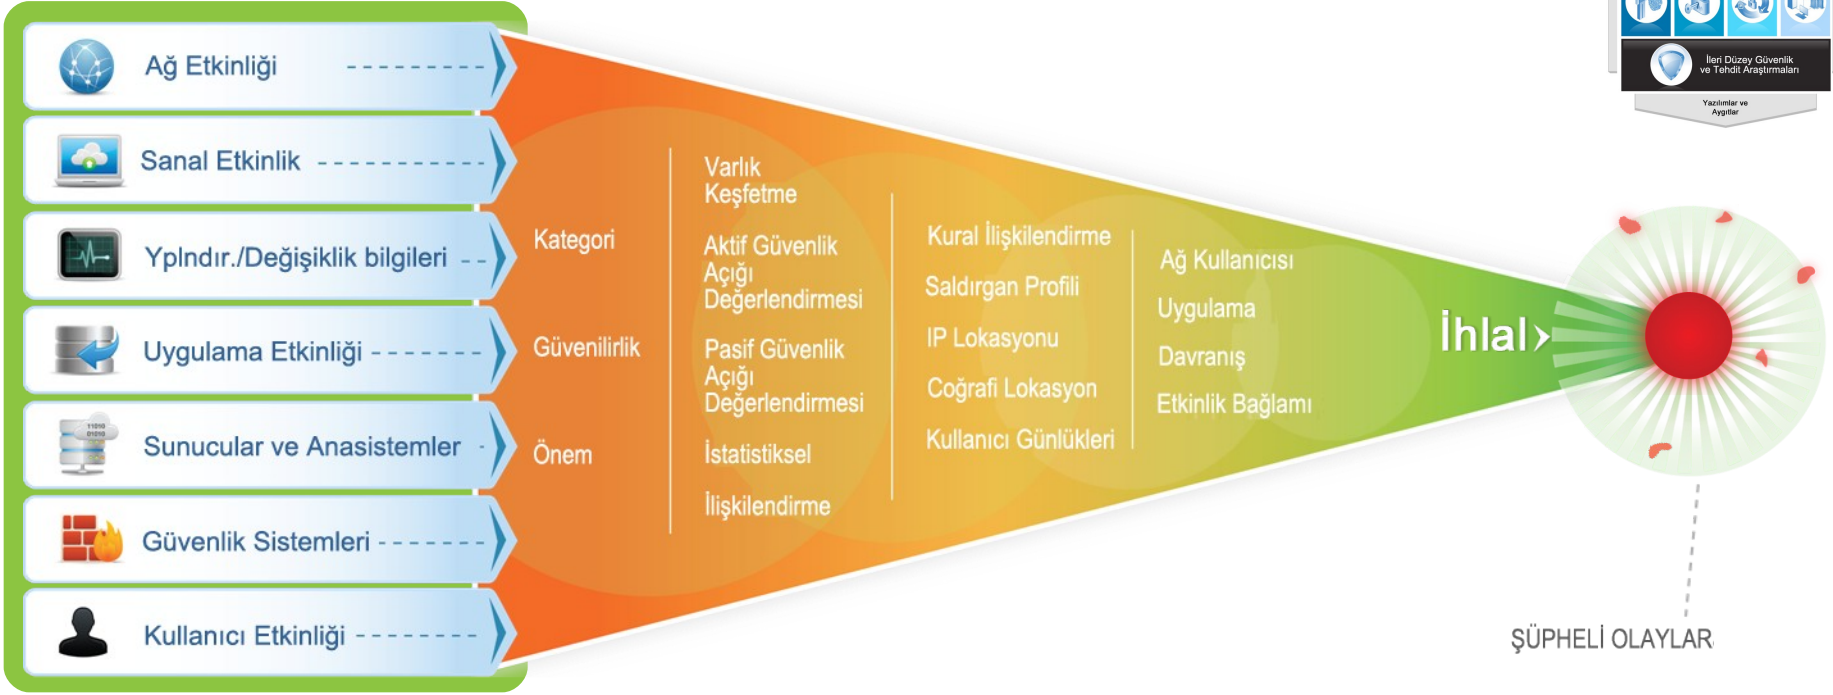 Ağ Etkinliği
Sanal Etkinlik
Yplndır./Değişiklik bilgileri
Uygulama Etkinliği
11010
01010
Sunucular ve Anasistemler
Güvenlik Sistemleri
Kullanıcı Etkinliği
Kategori
Güvenilirlik
Önem
Varlık
Keşfetme
Aktif Güvenlik
Açığı
Değerlendirmesi
Pasif Güvenlik
Açığı
Değerlendirmesi
İstatistiksel
İlişkilendirme
Kural İlişkilendirme
Saldırgan Profili
IP Lokasyonu
Coğrafi Lokasyon
Kullanıcı Günlükleri
Ağ Kullanıcısı
Uygulama
Davranış
Etkinlik Bağlamı
İhlal
İleri Düzey Güvenlik
ve Tehdit Araştırmaları
Yazılımlar ve
Aygıtlar
ŞÜPHELİ OLAYLAR